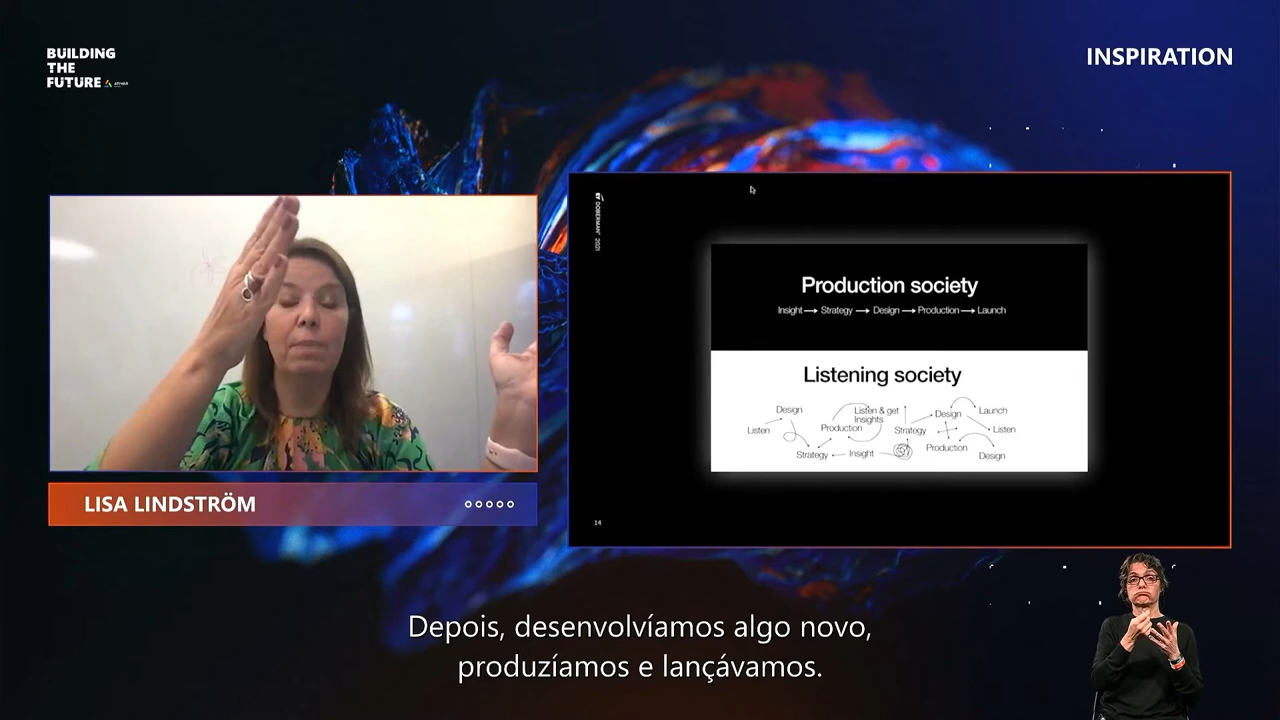 BUILDING
THE
FUTURE
INSPIRATION
EY DOBERMAN 2021
Production society
Insight → Strategy → Design → Production → Launch
Listening society
Design
Listen & get
Insights
Design
Launch
Listen
Production
Strategy
Listen
Strategy
Insight
Production
Design
14
LISA LINDSTRÖM
Depois, desenvolvíamos algo novo,
produzíamos e lançávamos.